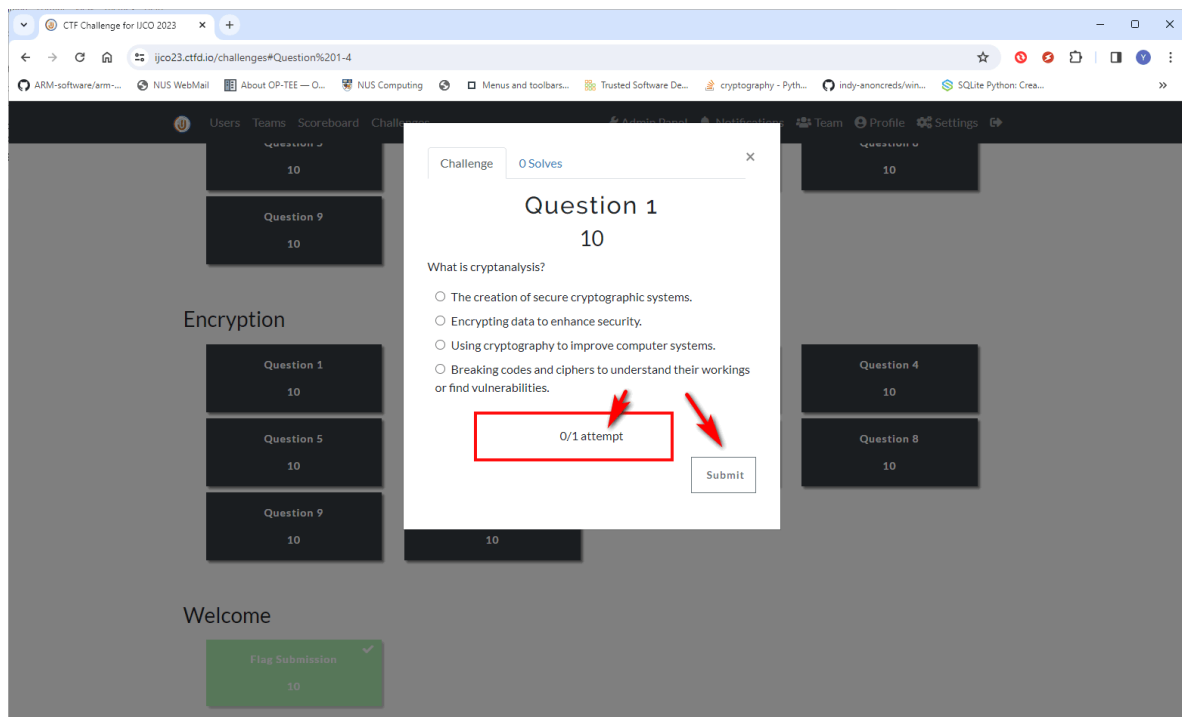 CTF Challenge for IJCO 2023
ijco23.ctfd.io/challenges#Question%201-4
ARM-software/arm-... NUS WebMail About OP-TEE — O... NUS Computing Menus and toolbars... Trusted Software De... cryptography - Pyth... indy-anoncreds/win... SQLite Python: Crea...
Users Teams Scoreboard Challenges Admin Panel Notifications Team Profile Settings
Question 5
10
10
Question 9
10
Challenge 0 Solves
Question 1
10
What is cryptanalysis?
The creation of secure cryptographic systems.
Encrypting data to enhance security.
Using cryptography to improve computer systems.
Breaking codes and ciphers to understand their workings
or find vulnerabilities.
0/1 attempt
Submit
Encryption
Question 1
10
Question 4
10
Question 5
10
Question 8
10
Question 9
10
10
Welcome
Flag Submission
10